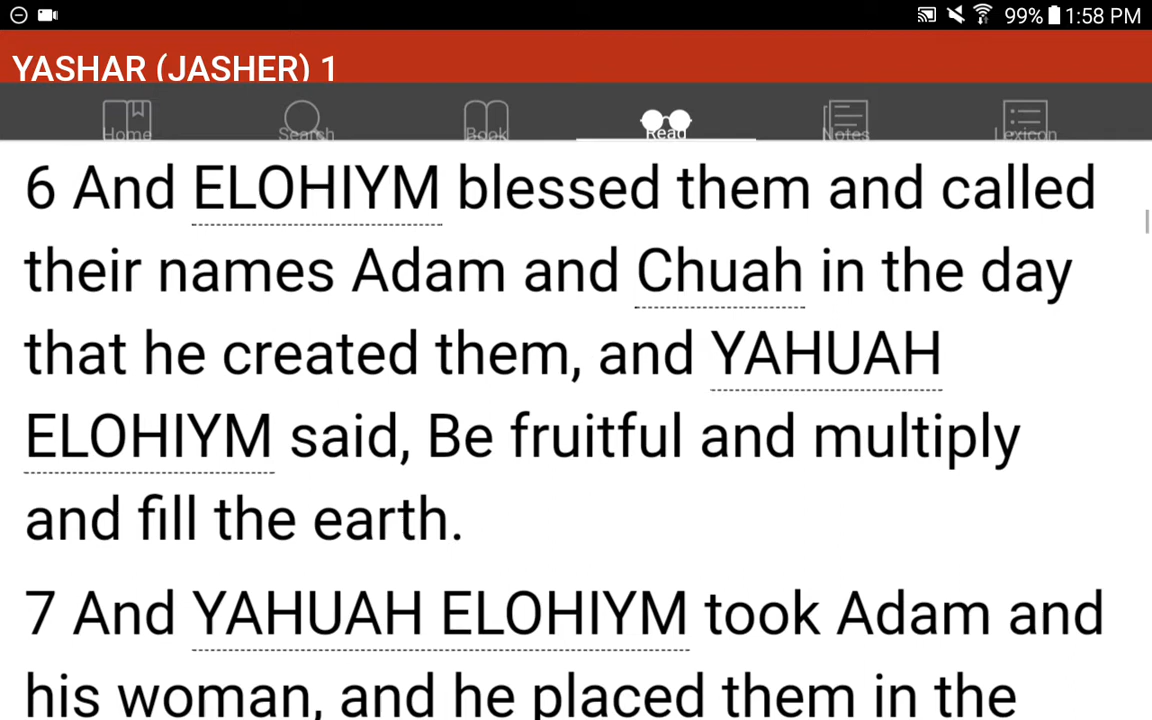 99% 1:58 PM
YASHAR (JASHER) 1
Home Search Book Read Notes Lexicon
6 And ELOHIYM blessed them and called
their names Adam and Chuah in the day
that he created them, and YAHUAH
ELOHIYM said, Be fruitful and multiply
and fill the earth.
7 And YAHUAH ELOHIYM took Adam and
his woman, and he placed them in the